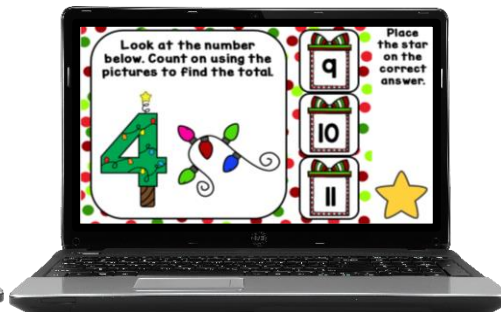 Look at the number
below. Count on using the
pictures to find the total.
4
9
10
11
Place
the star
on the
correct
answer.